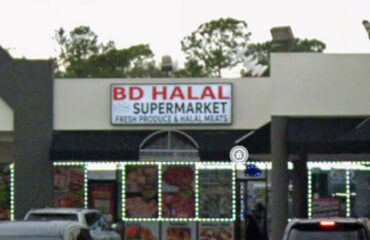 BD HALAL
SUPERMARKET
FRESH PRODUCE & HALAL MEATS